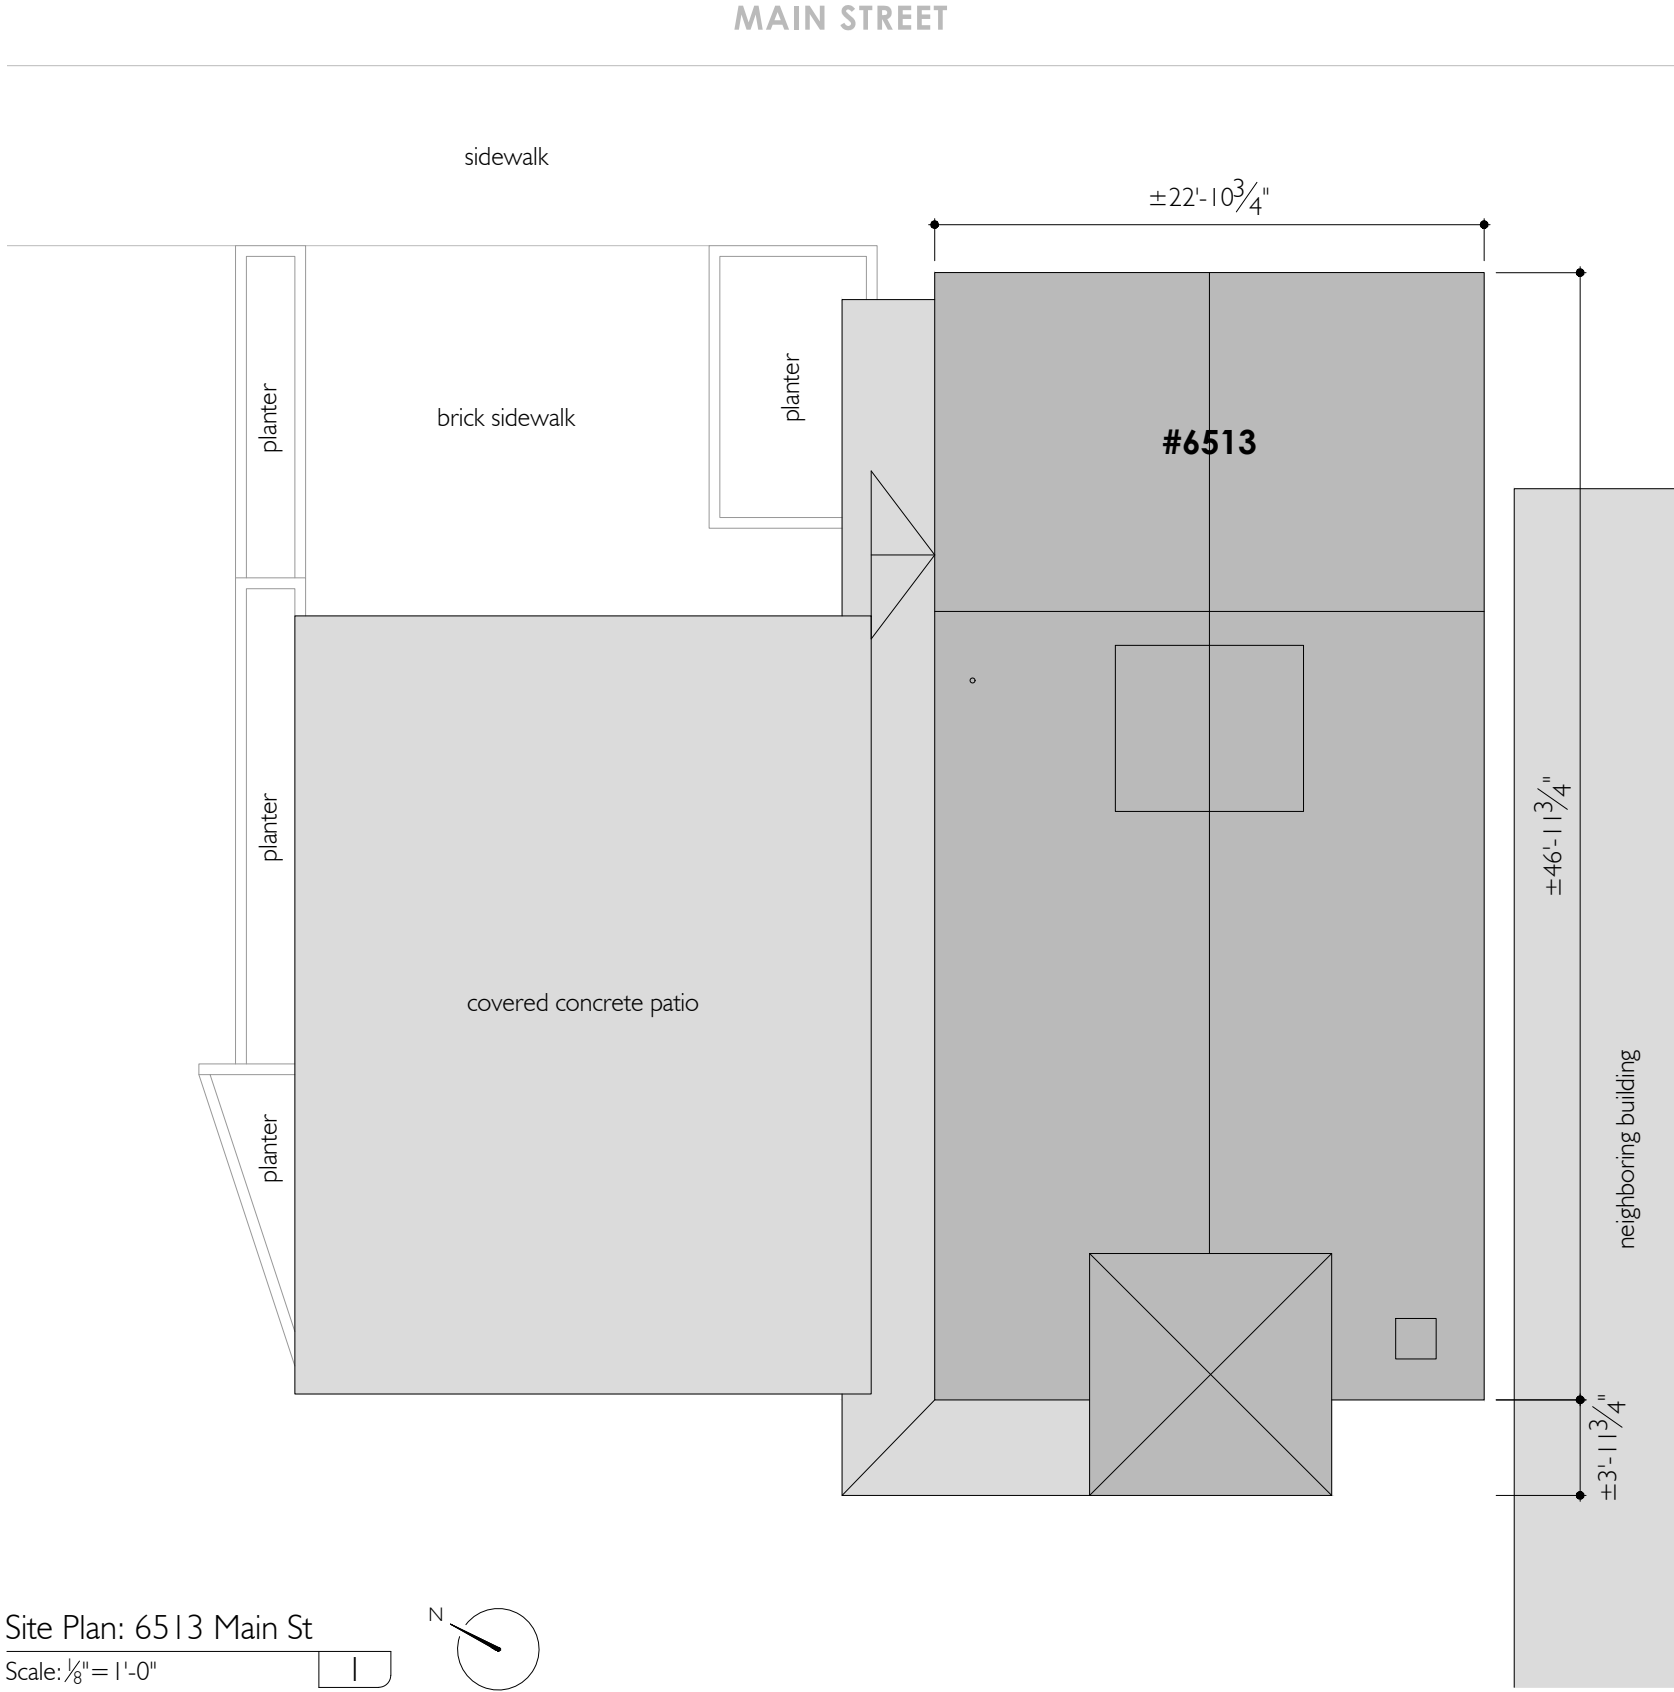 MAIN STREET
sidewalk
±22'-10¾"
planter
brick sidewalk
planter
#6513
±46'-11¾"
planter
covered concrete patio
neighboring building
planter
±3'-11¾"
N
Site Plan: 6513 Main St
Scale: ⅛"=1'-0"
1